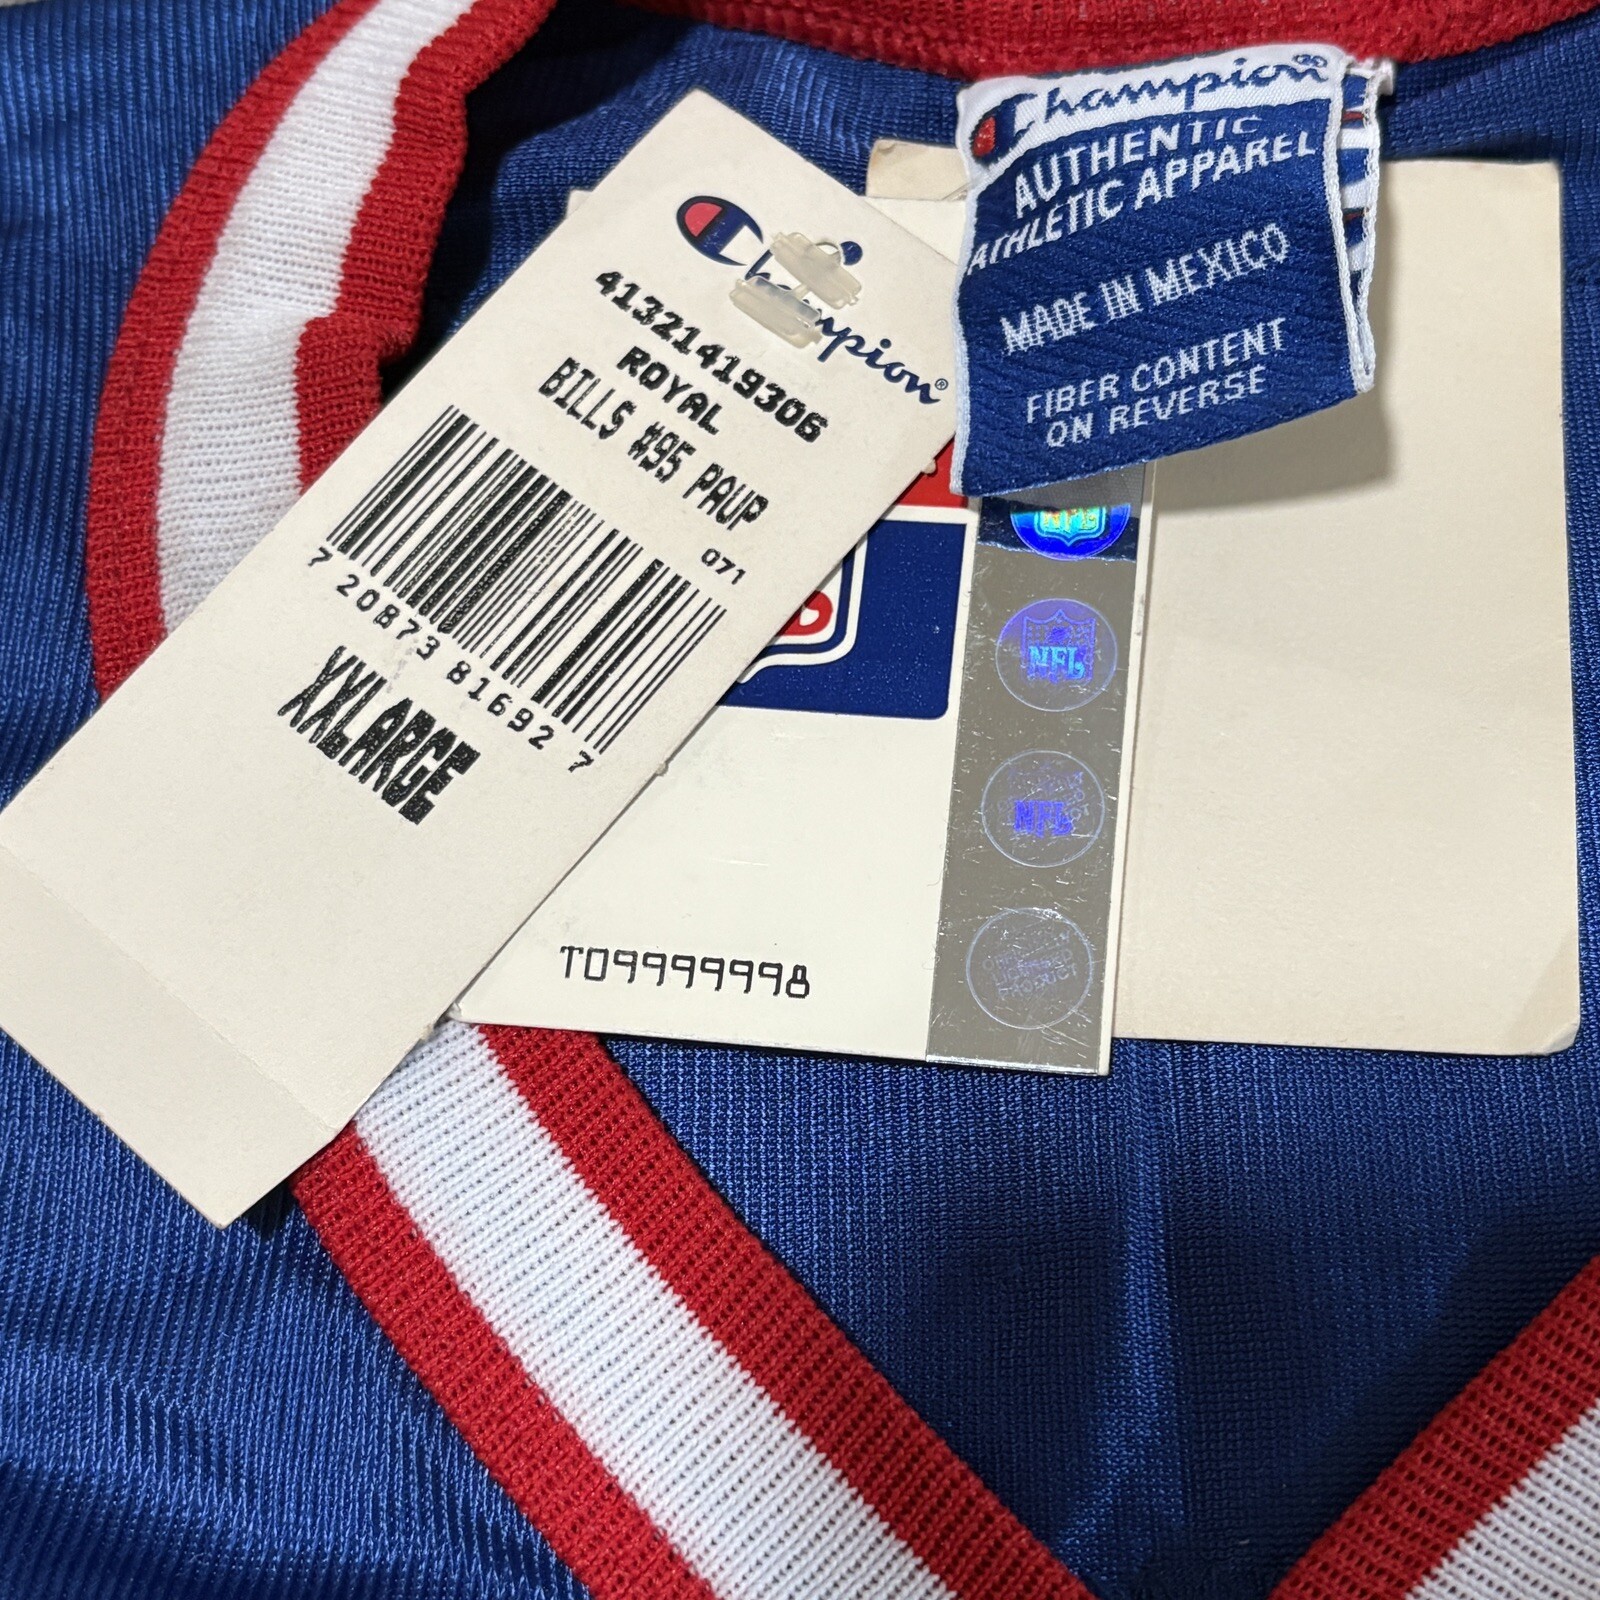 Champion®
41321419306
ROYAL
BILLS #95 PAUP
071
7 20873 81692 7
XXLARGE
Champion®
AUTHENTIC
ATHLETIC APPAREL
MADE IN MEXICO
FIBER CONTENT
ON REVERSE
NFL
NFL
NFL
T09999998